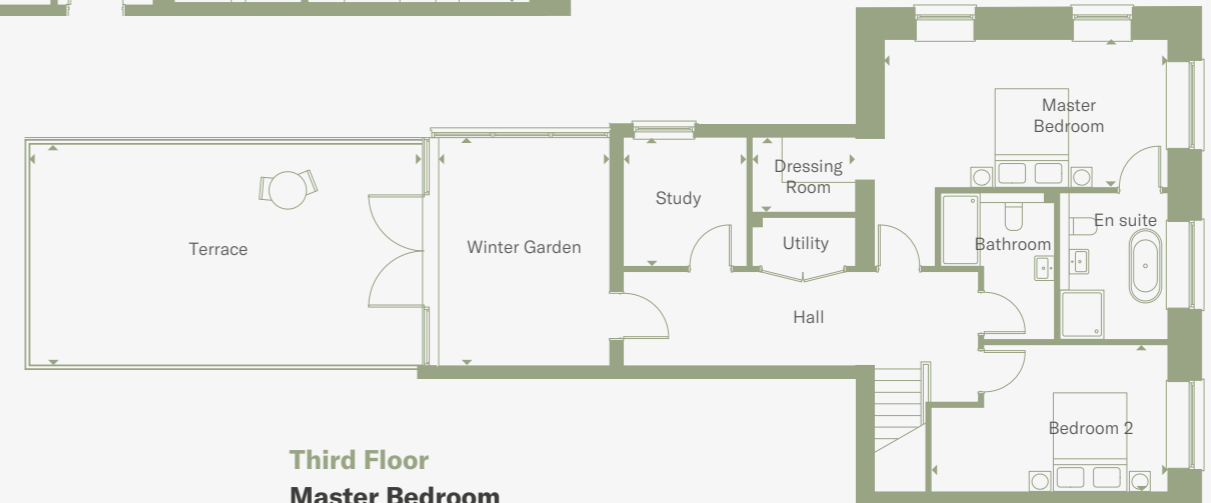 Master
Bedroom
Dressing
Room
Study
En suite
Utility
Bathroom
Terrace
Winter Garden
Hall
Bedroom 2
Third Floor
Master Bedroom